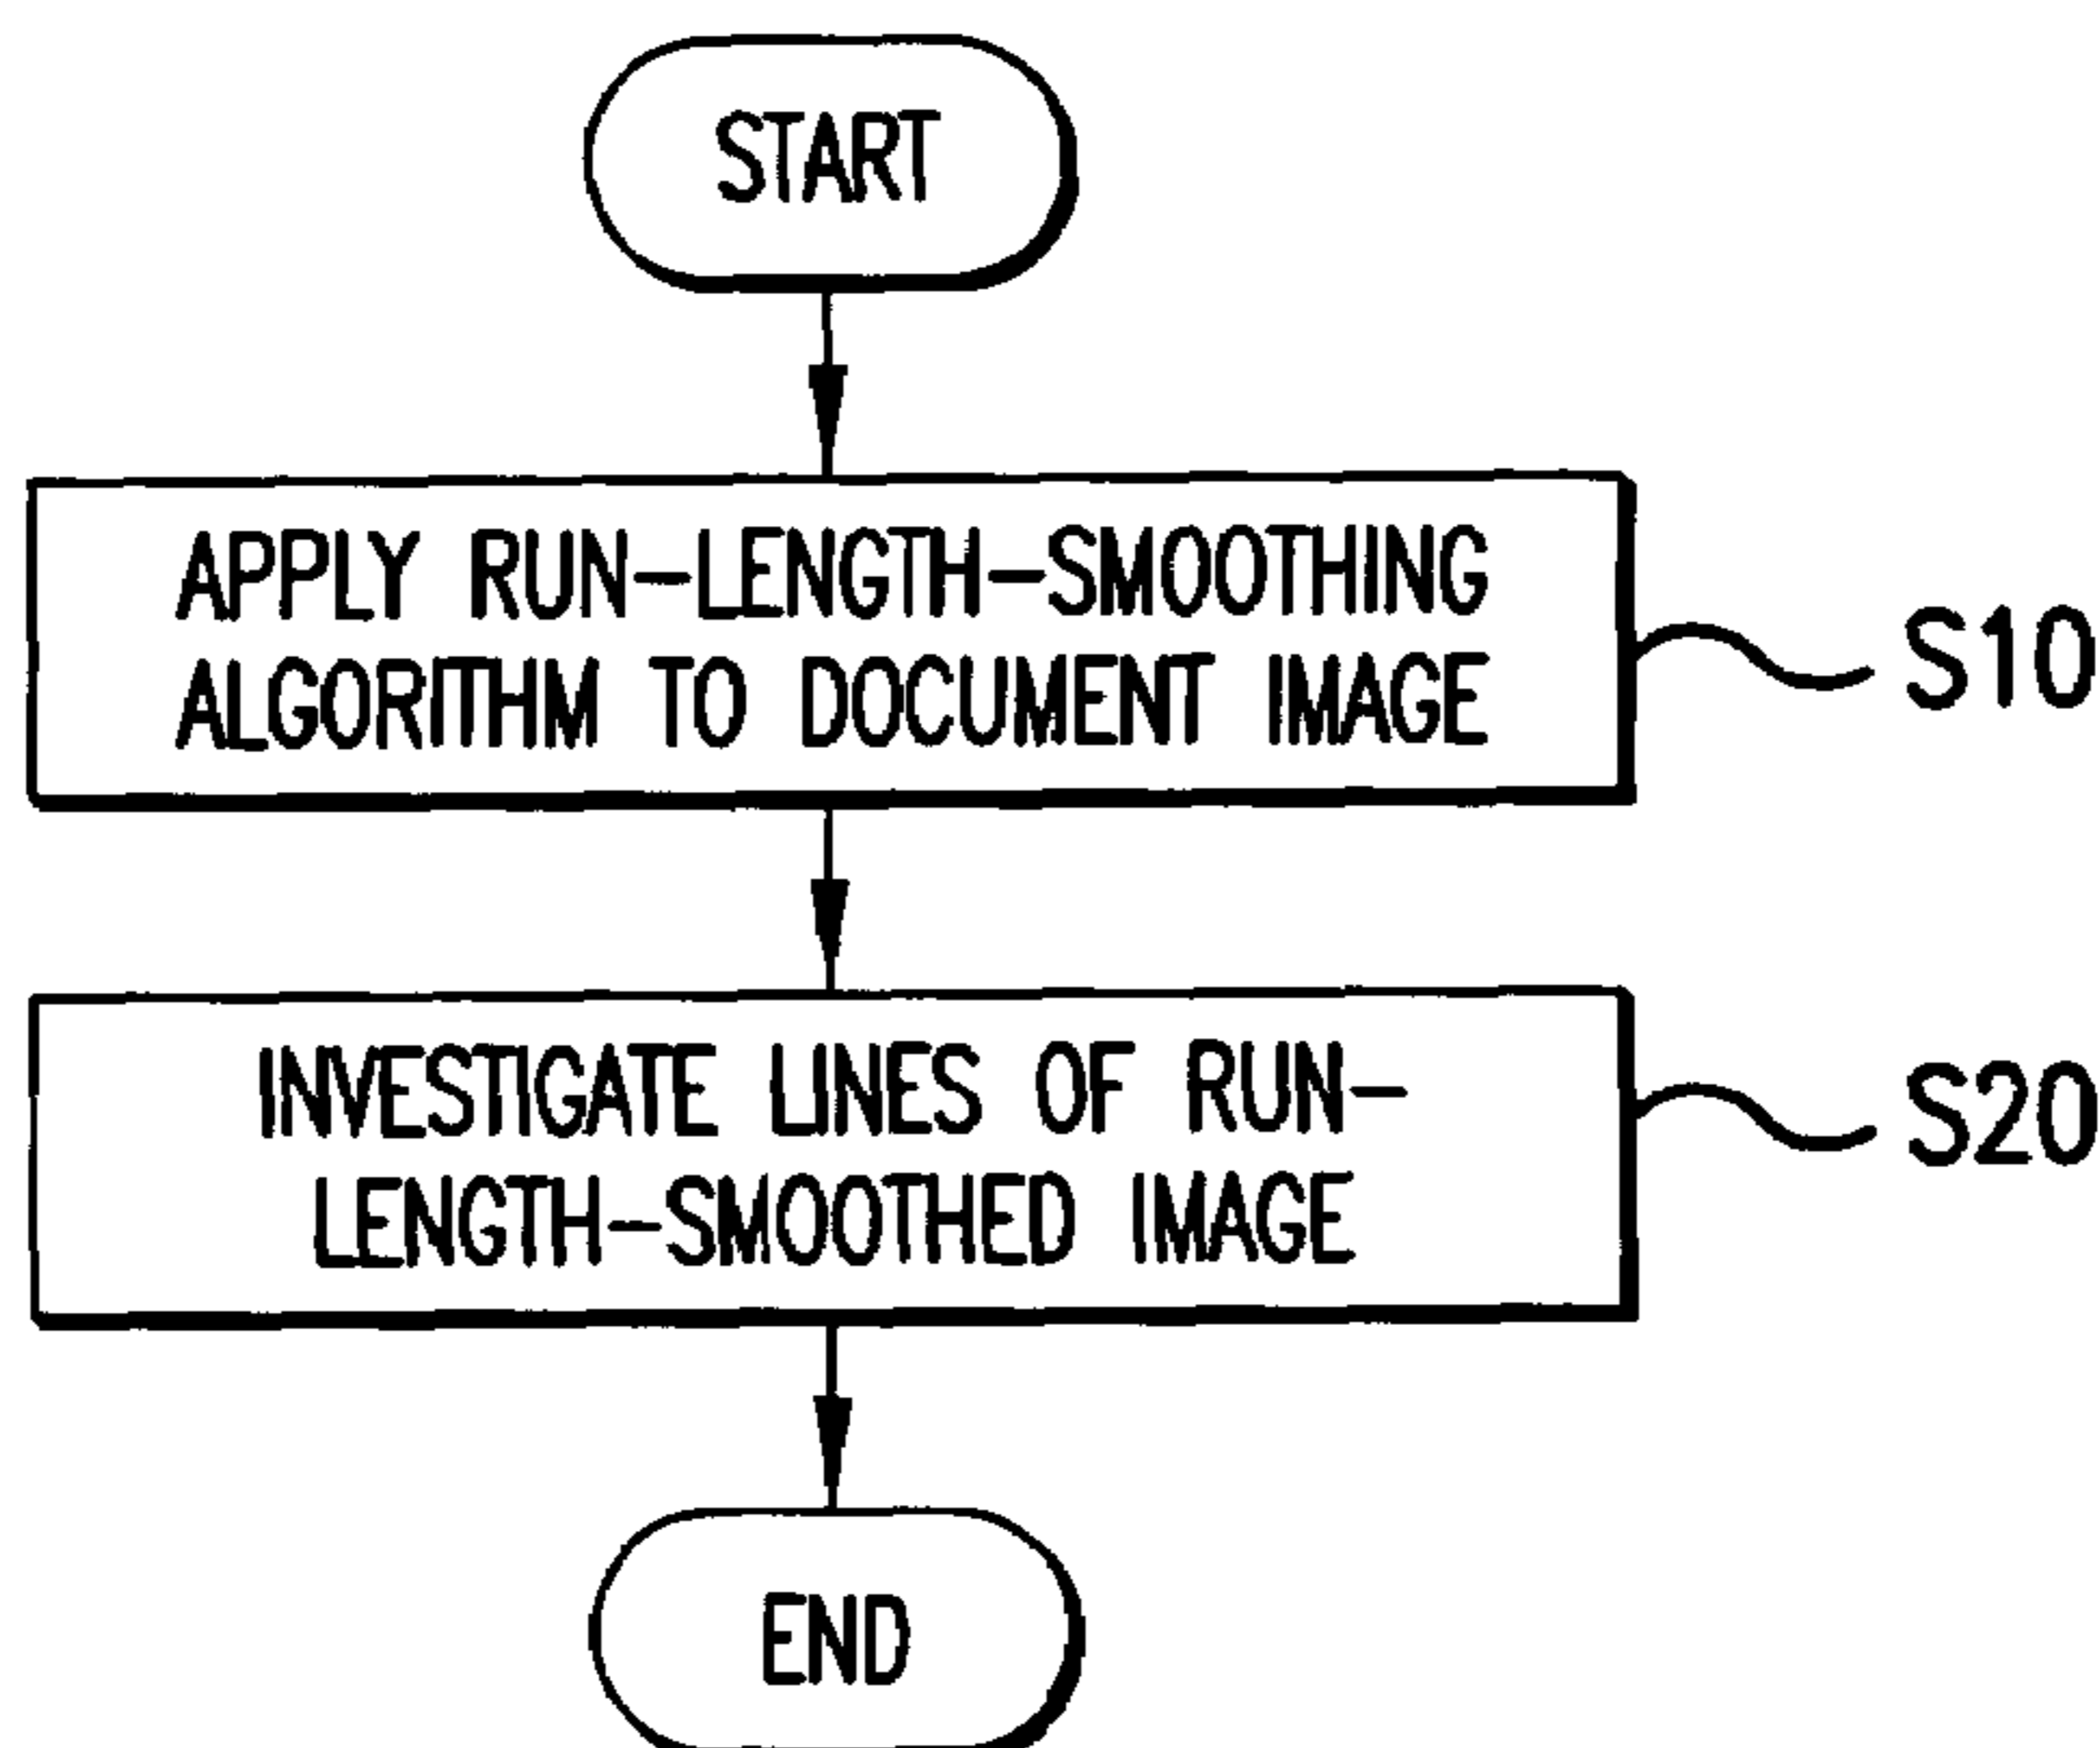 START
APPLY RUN-LENGTH-SMOOTHING
ALGORITHM TO DOCUMENT IMAGE
S10
INVESTIGATE LINES OF RUN-
LENGTH-SMOOTHED IMAGE
S20
END